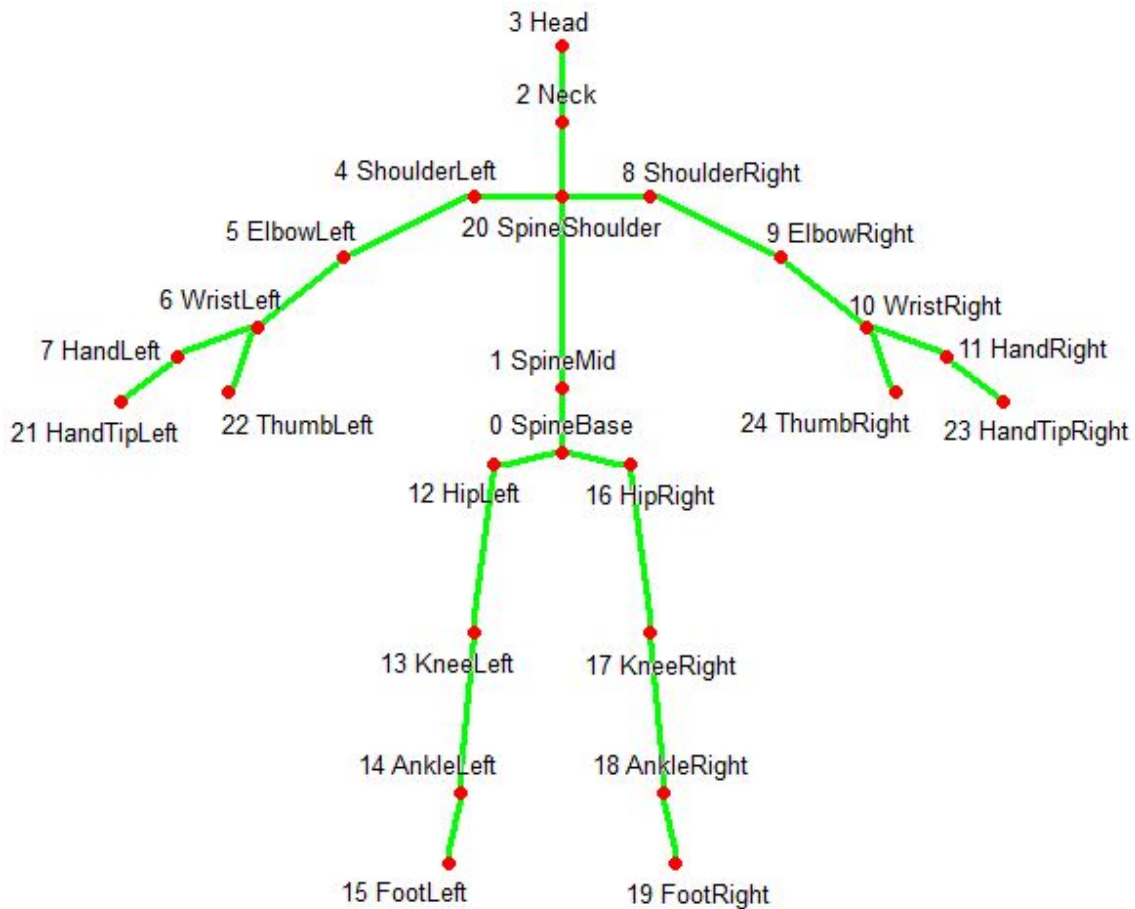 3 Head
2 Neck
4 ShoulderLeft
8 ShoulderRight
20 SpineShoulder
5 ElbowLeft
9 ElbowRight
6 WristLeft
10 WristRight
7 HandLeft
11 HandRight
1 SpineMid
21 HandTipLeft
22 ThumbLeft
0 SpineBase
24 ThumbRight
23 HandTipRight
12 HipLeft
16 HipRight
13 KneeLeft
17 KneeRight
14 AnkleLeft
18 AnkleRight
15 FootLeft
19 FootRight